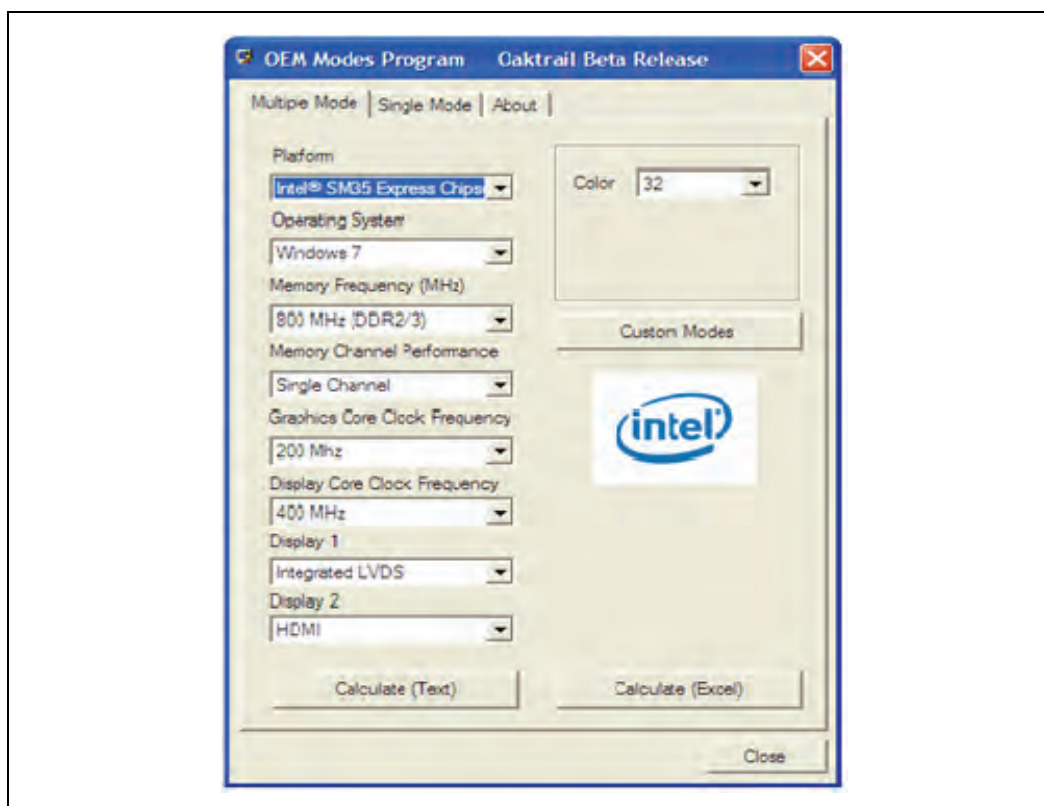 OEM Modes Program Oaktrail Beta Release
Multiple Mode Single Mode About
Platform
Intel® SM35 Express Chips
Operating System
Windows 7
Memory Frequency (MHz)
800 MHz (DDR2/3)
Memory Channel Performance
Single Channel
Graphics Core Clock Frequency
200 Mhz
Display Core Clock Frequency
400 MHz
Display 1
Integrated LVDS
Display 2
HDMI
Calculate (Text)
Color 32
Custom Modes
intel
Calculate (Excel)
Close